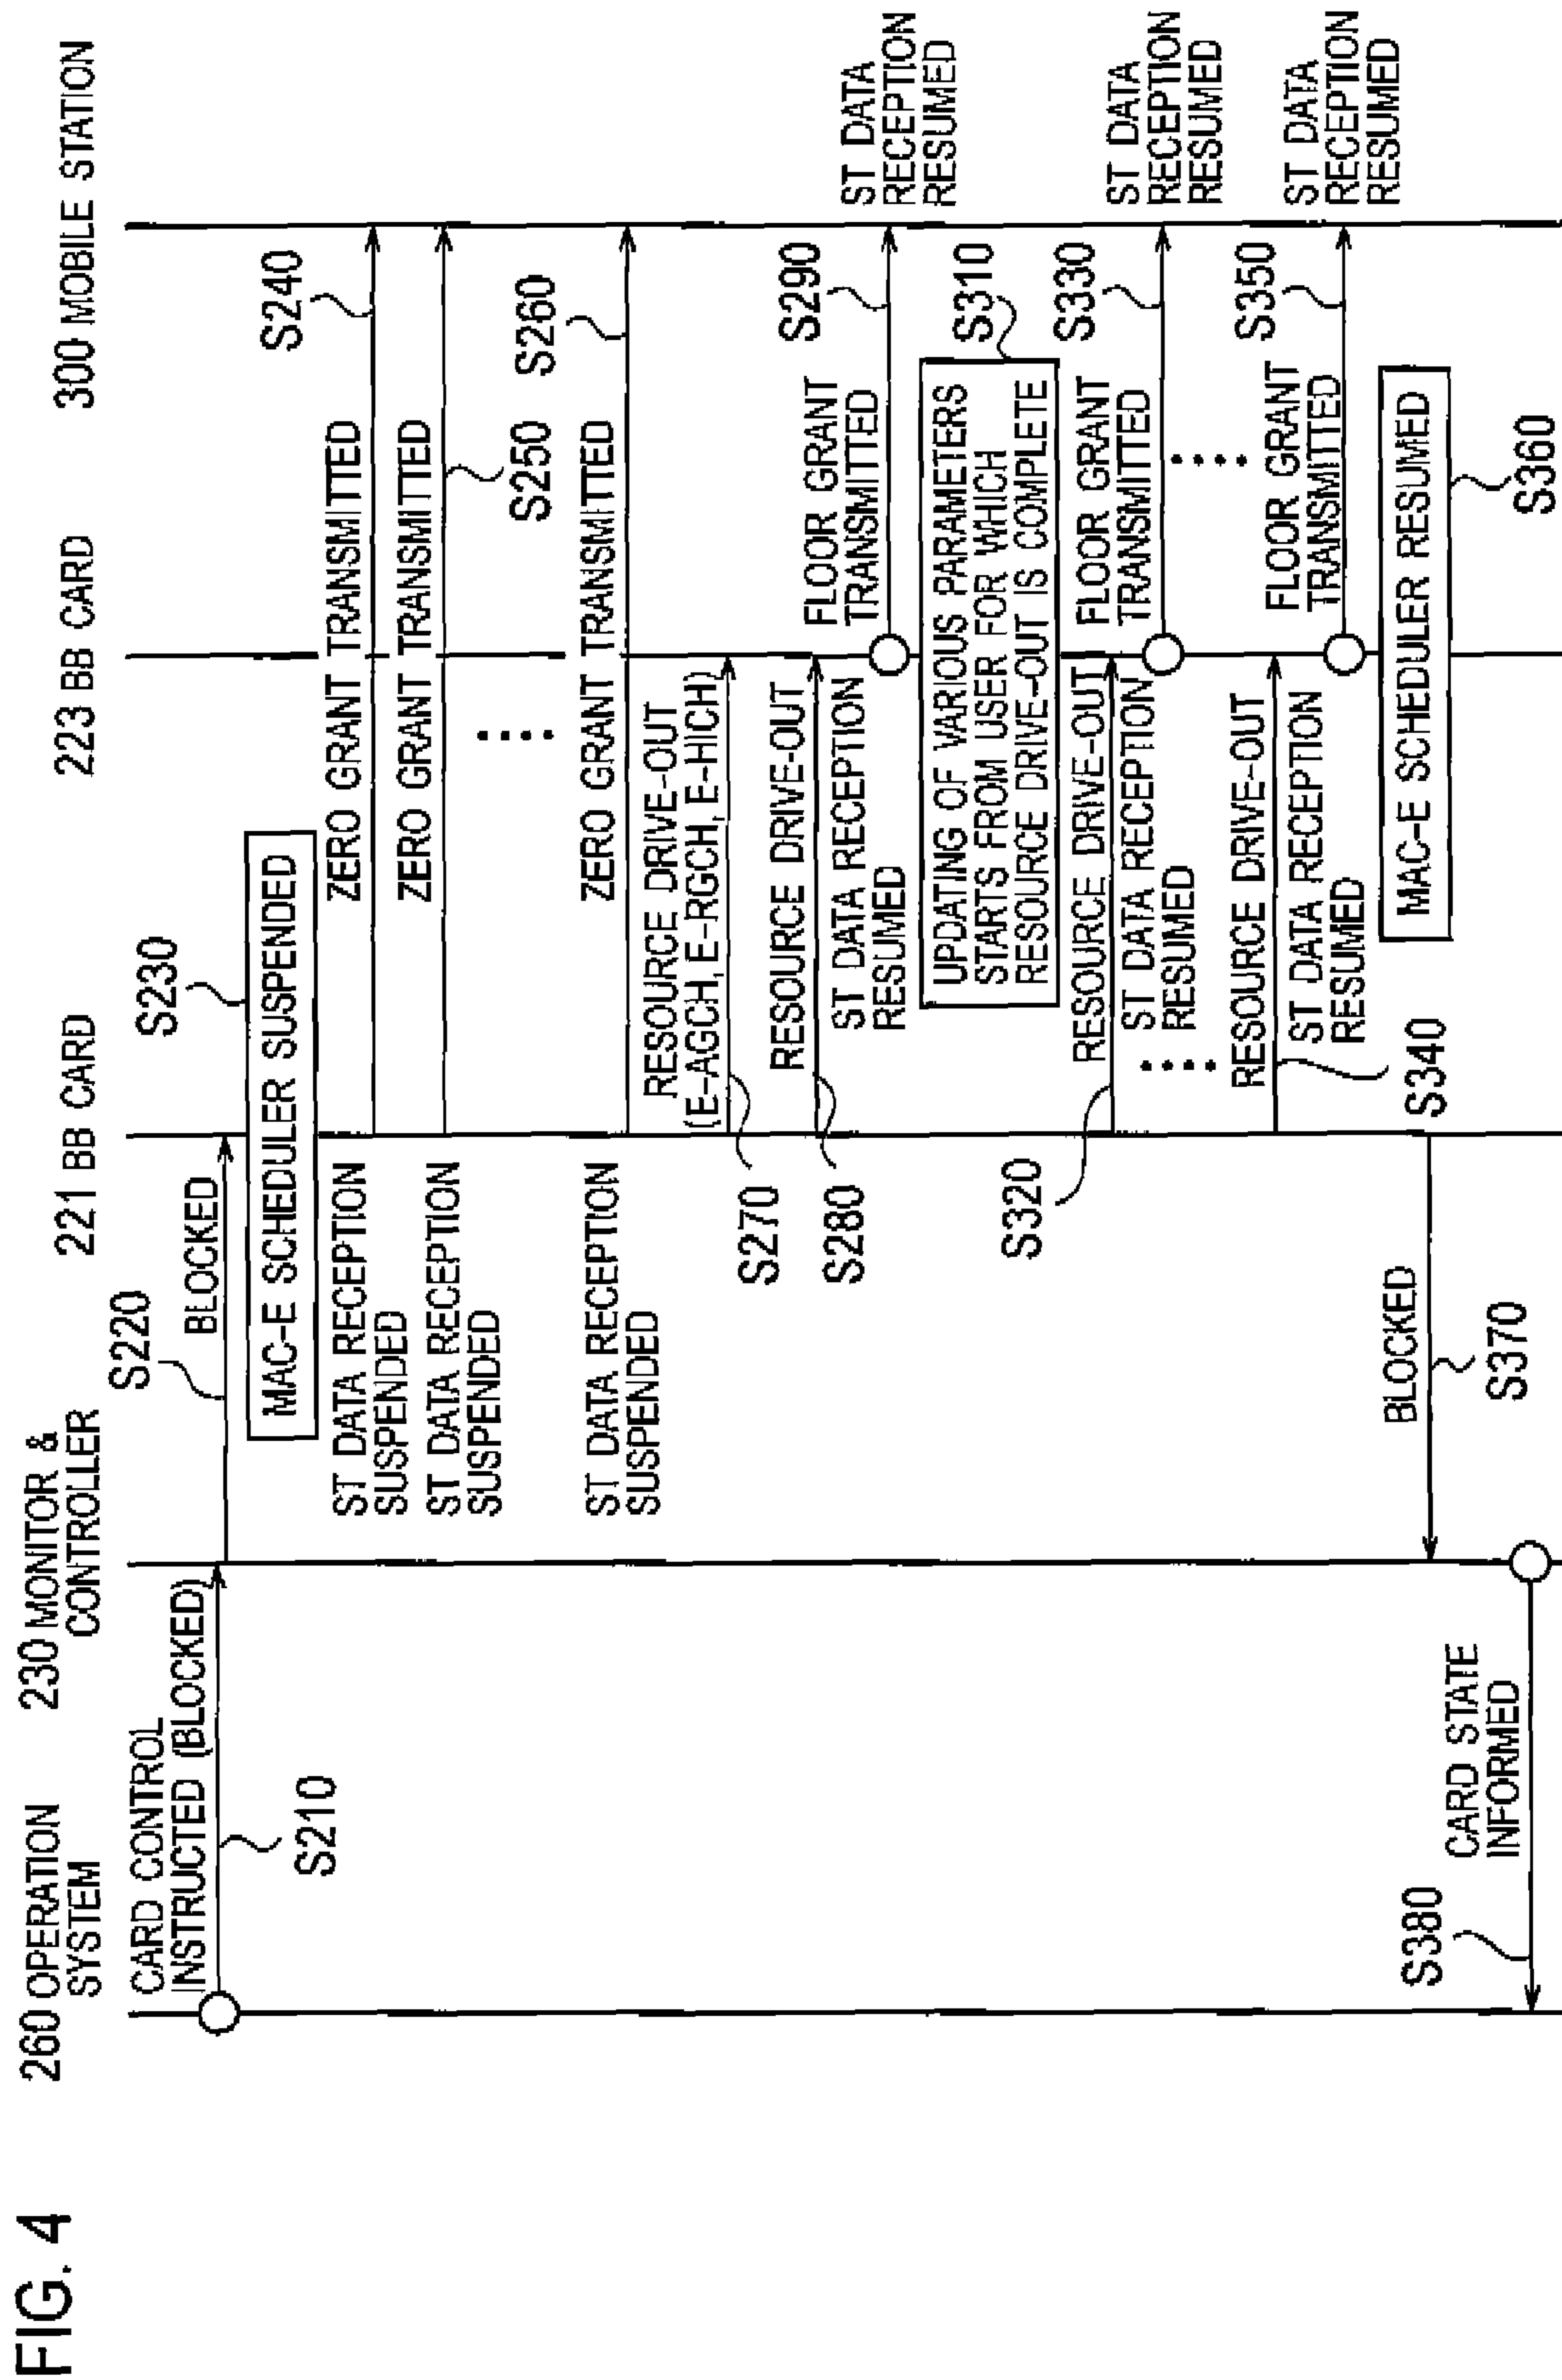 FIG. 4
260 OPERATION
SYSTEM
230 MONITOR &
CONTROLLER
221 BB CARD
223 BB CARD
300 MOBILE STATION
CARD CONTROL
INSTRUCTED (BLOCKED)
S210
S220
BLOCKED
S230
MAC-E SCHEDULER SUSPENDED
ST DATA RECEPTION
SUSPENDED
ZERO GRANT TRANSMITTED
S240
ST DATA RECEPTION
SUSPENDED
ZERO GRANT TRANSMITTED
S250
ST DATA RECEPTION
SUSPENDED
ZERO GRANT TRANSMITTED
S260
RESOURCE DRIVE-OUT
(E-AGCH, E-RGCH, E-HICH)
S270
RESOURCE DRIVE-OUT
S280
ST DATA RECEPTION
RESUMED
FLOOR GRANT
TRANSMITTED
S290
ST DATA
RECEPTION
RESUMED
UPDATING OF VARIOUS PARAMETERS
STARTS FROM USER FOR WHICH
RESOURCE DRIVE-OUT IS COMPLETE
S310
S320
RESOURCE DRIVE-OUT
ST DATA RECEPTION
RESUMED
FLOOR GRANT
TRANSMITTED
S330
ST DATA
RECEPTION
RESUMED
RESOURCE DRIVE-OUT
S340
ST DATA RECEPTION
RESUMED
FLOOR GRANT
TRANSMITTED
S350
ST DATA
RECEPTION
RESUMED
MAC-E SCHEDULER RESUMED
S360
BLOCKED
S370
CARD STATE
INFORMED
S380